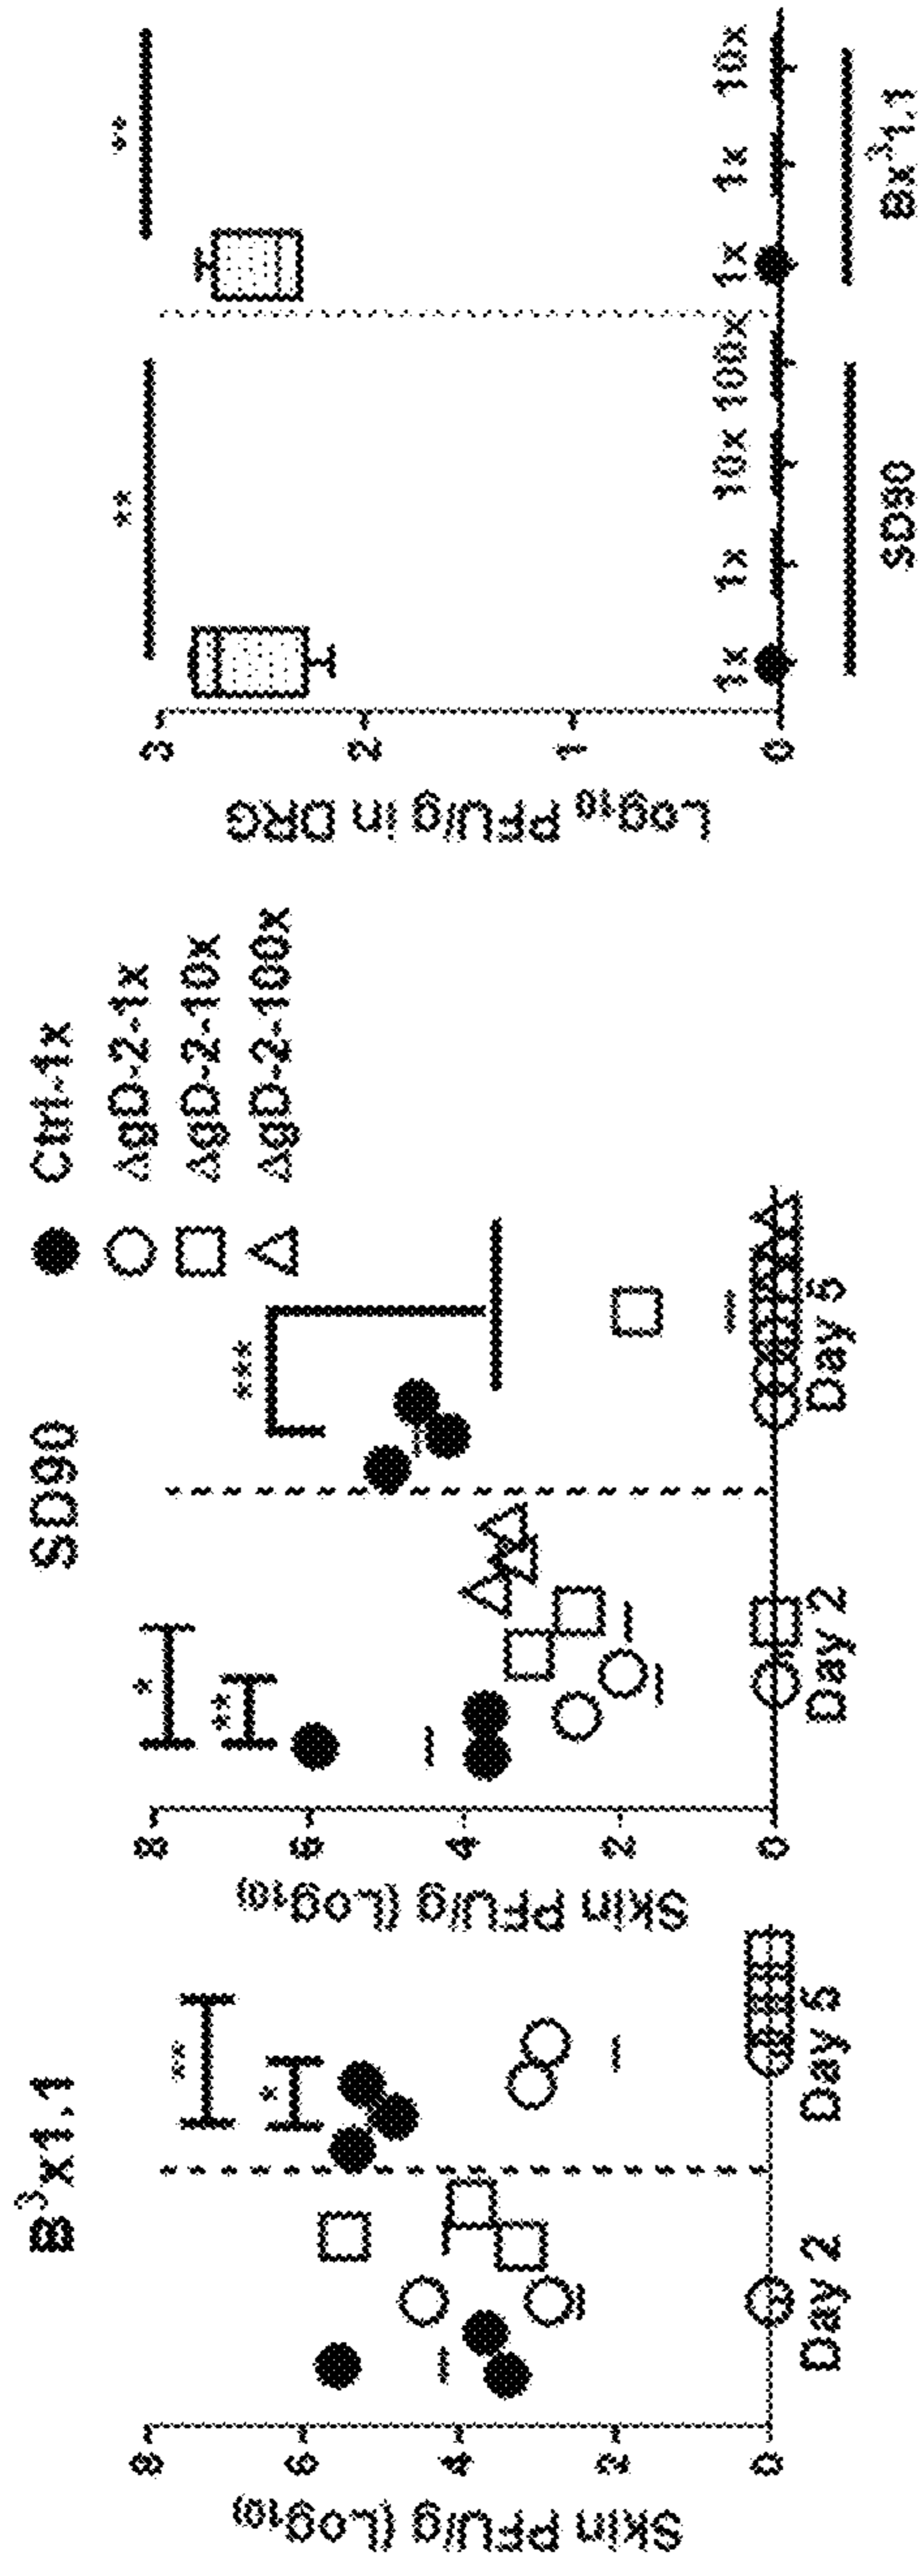 B³x1.1
Skin PFU/g (Log₁₀)
8
6
4
2
0
**
*
Day 2
Day 5
SD90
Skin PFU/g (Log₁₀)
8
6
4
2
0
*
**
***
Day 2
Day 5
Ctrl-1x
ΔgD-2-1x
ΔgD-2-10x
ΔgD-2-100x
Log₁₀ PFU/g in DRG
3
2
1
0
**
**
1x 1x 10x 100x 1x 1x 10x
SD90
Bx³1.1